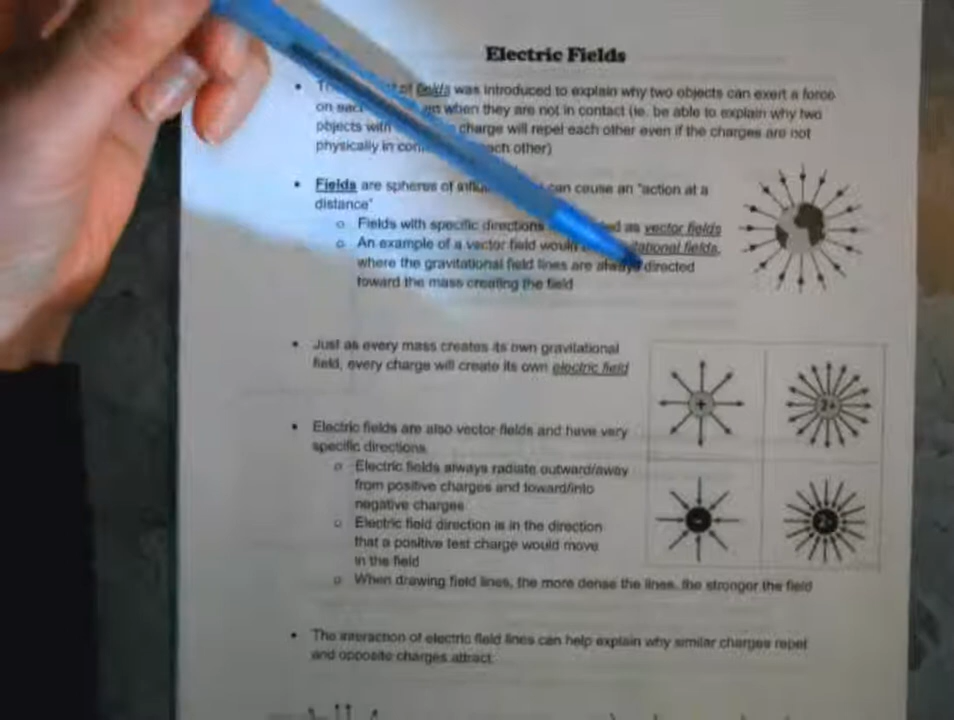 Electric Fields
• of fields was introduced to explain why two objects can exert a force
on when they are not in contact (ie. be able to explain why two
objects with charge will repel each other even if the charges are not
physically in each other)
• Fields are spheres of can cause an "action at a
distance"
o Fields with specific directions as vector fields
o An example of a vector field would fields,
where the gravitational field lines are always directed
toward the mass creating the field
• Just as every mass creates its own gravitational
field, every charge will create its own electric field
+ 2+
• Electric fields are also vector fields and have very
specific directions
o Electric fields always radiate outward/away
from positive charges and toward/into
negative charges
- 2-
o Electric field direction is in the direction
that a positive test charge would move
in the field
o When drawing field lines, the more dense the lines, the stronger the field
• The interaction of electric field lines can help explain why similar charges repel
and opposite charges attract